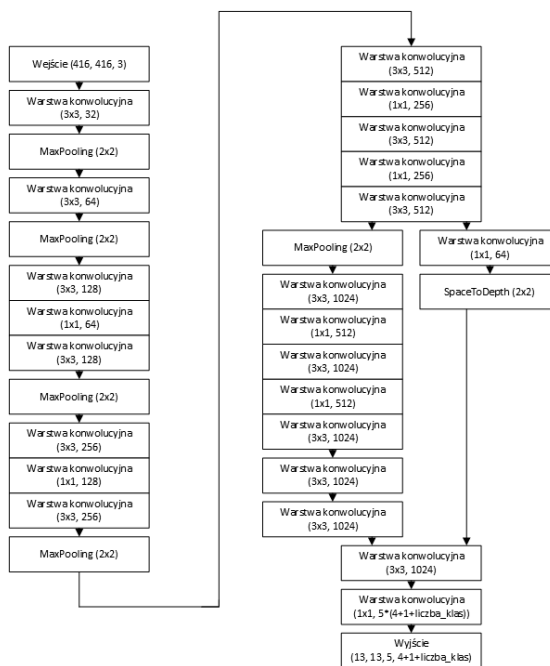 Wejście (416, 416, 3)
Warstwa konwolucyjna
(3x3, 32)
MaxPooling (2x2)
Warstwa konwolucyjna
(3x3, 64)
MaxPooling (2x2)
Warstwa konwolucyjna
(3x3, 128)
Warstwa konwolucyjna
(1x1, 64)
Warstwa konwolucyjna
(3x3, 128)
MaxPooling (2x2)
Warstwa konwolucyjna
(3x3, 256)
Warstwa konwolucyjna
(1x1, 128)
Warstwa konwolucyjna
(3x3, 256)
MaxPooling (2x2)
Warstwa konwolucyjna
(3x3, 512)
Warstwa konwolucyjna
(1x1, 256)
Warstwa konwolucyjna
(3x3, 512)
Warstwa konwolucyjna
(1x1, 256)
Warstwa konwolucyjna
(3x3, 512)
MaxPooling (2x2)
Warstwa konwolucyjna
(3x3, 1024)
Warstwa konwolucyjna
(1x1, 512)
Warstwa konwolucyjna
(3x3, 1024)
Warstwa konwolucyjna
(1x1, 512)
Warstwa konwolucyjna
(3x3, 1024)
Warstwa konwolucyjna
(3x3, 1024)
Warstwa konwolucyjna
(3x3, 1024)
Warstwa konwolucyjna
(1x1, 64)
SpaceToDepth (2x2)
Warstwa konwolucyjna
(3x3, 1024)
Warstwa konwolucyjna
(1x1, 5*(4+1+liczba_klas))
Wyjście
(13, 13, 5, 4+1+liczba_klas)